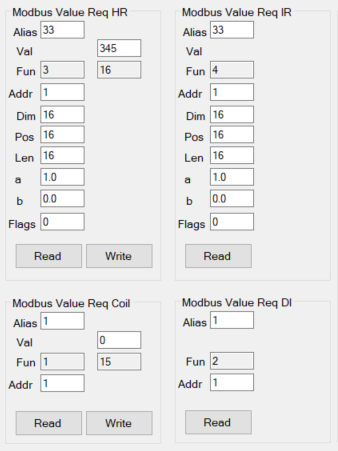 Modbus Value Req HR
Alias 33
Val 345
Fun 3 16
Addr 1
Dim 16
Pos 16
Len 16
a 1.0
b 0.0
Flags 0
Read Write
Modbus Value Req IR
Alias 33
Val
Fun 4
Addr 1
Dim 16
Pos 16
Len 16
a 1.0
b 0.0
Flags 0
Read
Modbus Value Req Coil
Alias 1
Val 0
Fun 1 15
Addr 1
Read Write
Modbus Value Req DI
Alias 1
Fun 2
Addr 1
Read